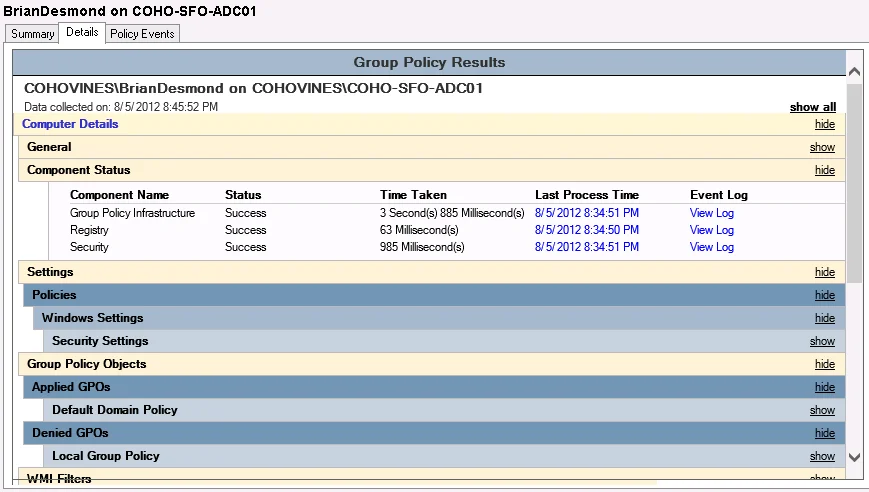 BrianDesmond on COHO-SFO-ADC01
Summary Details Policy Events
Group Policy Results
COHOVINES\BrianDesmond on COHOVINES\COHO-SFO-ADC01
Data collected on: 8/5/2012 8:45:52 PM show all
Computer Details hide
General show
Component Status hide
Component Name Status Time Taken Last Process Time Event Log
Group Policy Infrastructure Success 3 Second(s) 885 Millisecond(s) 8/5/2012 8:34:51 PM View Log
Registry Success 63 Millisecond(s) 8/5/2012 8:34:50 PM View Log
Security Success 985 Millisecond(s) 8/5/2012 8:34:51 PM View Log
Settings hide
Policies hide
Windows Settings hide
Security Settings show
Group Policy Objects hide
Applied GPOs hide
Default Domain Policy show
Denied GPOs hide
Local Group Policy show
WMI Filters show